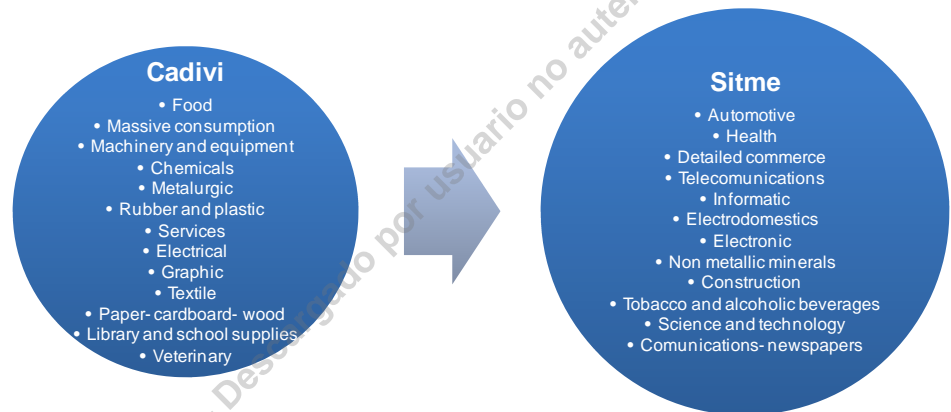 Cadivi
• Food
• Massive consumption
• Machinery and equipment
• Chemicals
• Metalurgic
• Rubber and plastic
• Services
• Electrical
• Graphic
• Textile
• Paper- cardboard- wood
• Library and school supplies
• Veterinary
Sitme
• Automotive
• Health
• Detailed commerce
• Telecomunications
• Informatic
• Electrodomestics
• Electronic
• Non metallic minerals
• Construction
• Tobacco and alcoholic beverages
• Science and technology
• Comunications- newspapers
Descargado por usuario no